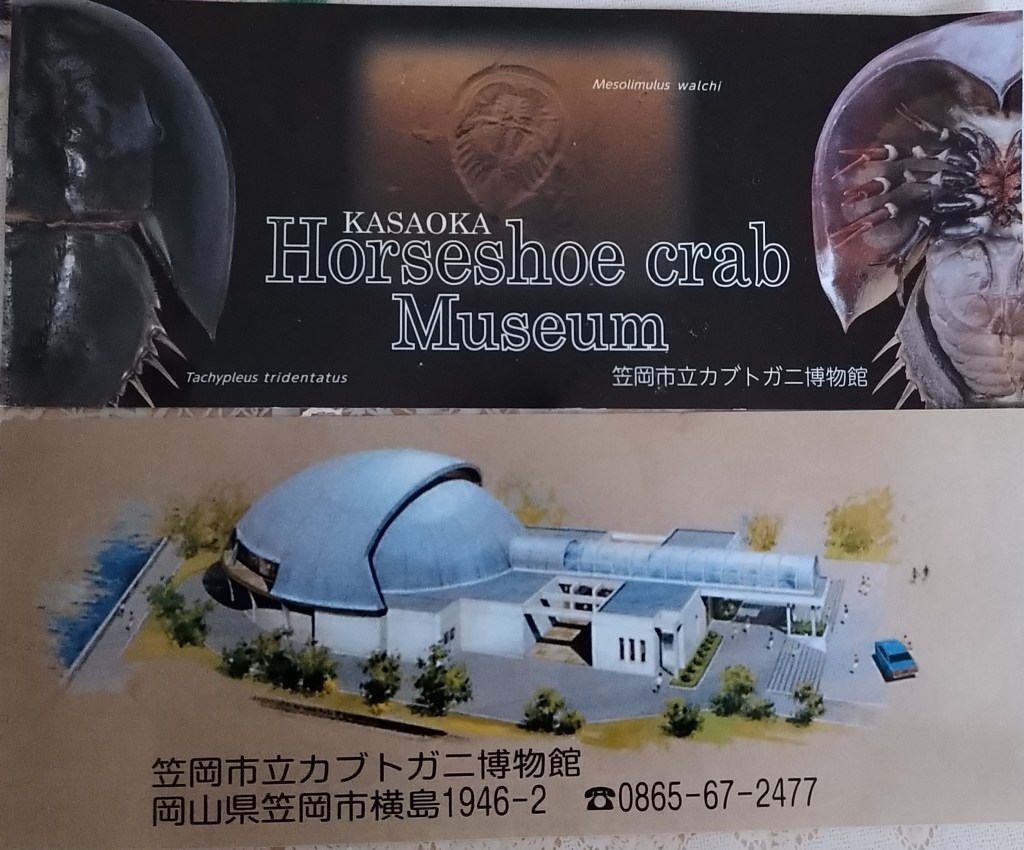 Mesolimulus walchi
KASAOKA
Horseshoe crab
Museum
Tachypleus tridentatus
笠岡市立カブトガニ博物館
笠岡市立カブトガニ博物館
岡山県笠岡市横島1946-2 ☎0865-67-2477